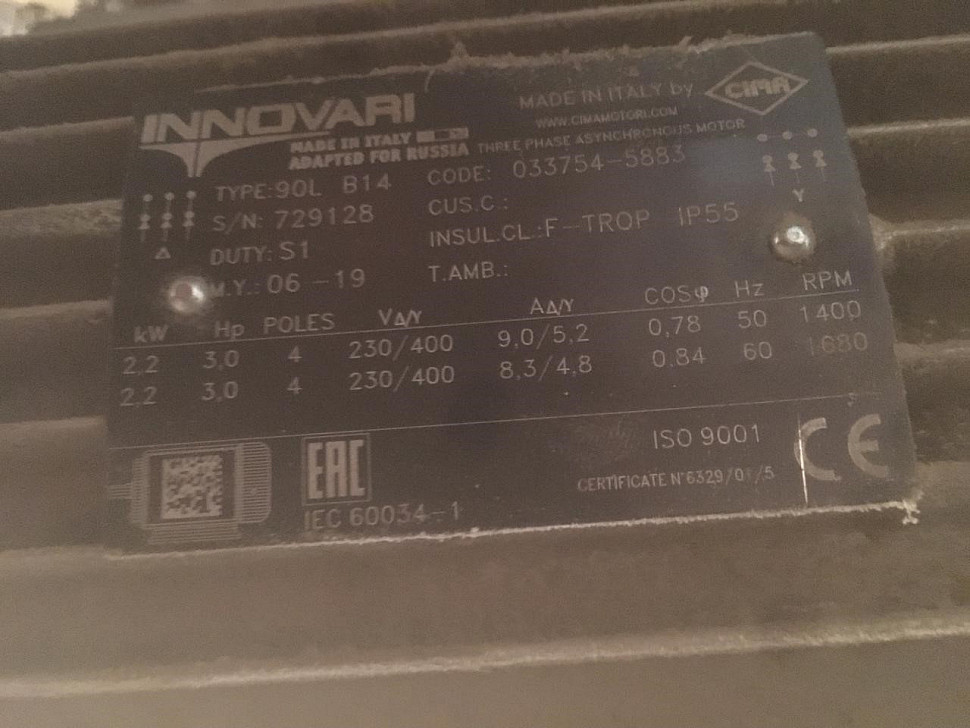 INNOVARI
MADE IN ITALY
ADAPTED FOR RUSSIA
MADE IN ITALY by CIMA
WWW.CIMAMOTORI.COM
THREE PHASE ASYNCHRONOUS MOTOR
TYPE: 90L B14 CODE: 033754-5883
S/N: 729128 CUS.C.:
DUTY: S1 INSUL.CL.: F-TROP IP55
M.Y.: 06-19 T.AMB.:
Δ Y
kW Hp POLES VΔ/Y AΔ/Y COSφ Hz RPM
2,2 3,0 4 230/400 9,0/5,2 0,78 50 1400
2,2 3,0 4 230/400 8,3/4,8 0.84 60 1680
EAC
IEC 60034-1
ISO 9001
CERTIFICATE N°6329/01/5
CE